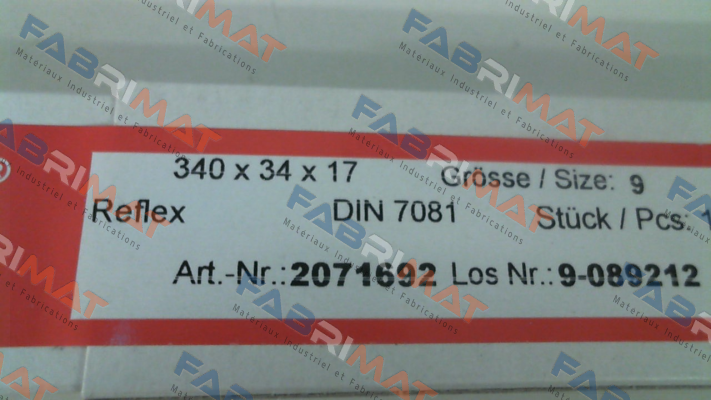 340 x 34 x 17 Grösse / Size: 9
Reflex DIN 7081 Stück / Pcs: 1
Art.-Nr.: 2071692 Los Nr.: 9-089212
®
FABRIMAT
Materiaux Industriel et Fabrications